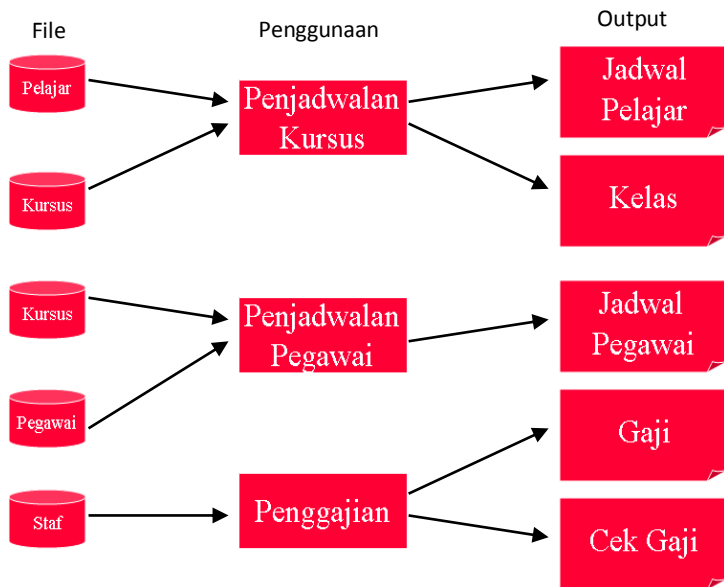 File
Penggunaan
Output
Pelajar
Kursus
Penjadwalan
Kursus
Jadwal
Pelajar
Kelas
Kursus
Pegawai
Penjadwalan
Pegawai
Jadwal
Pegawai
Staf
Penggajian
Gaji
Cek Gaji